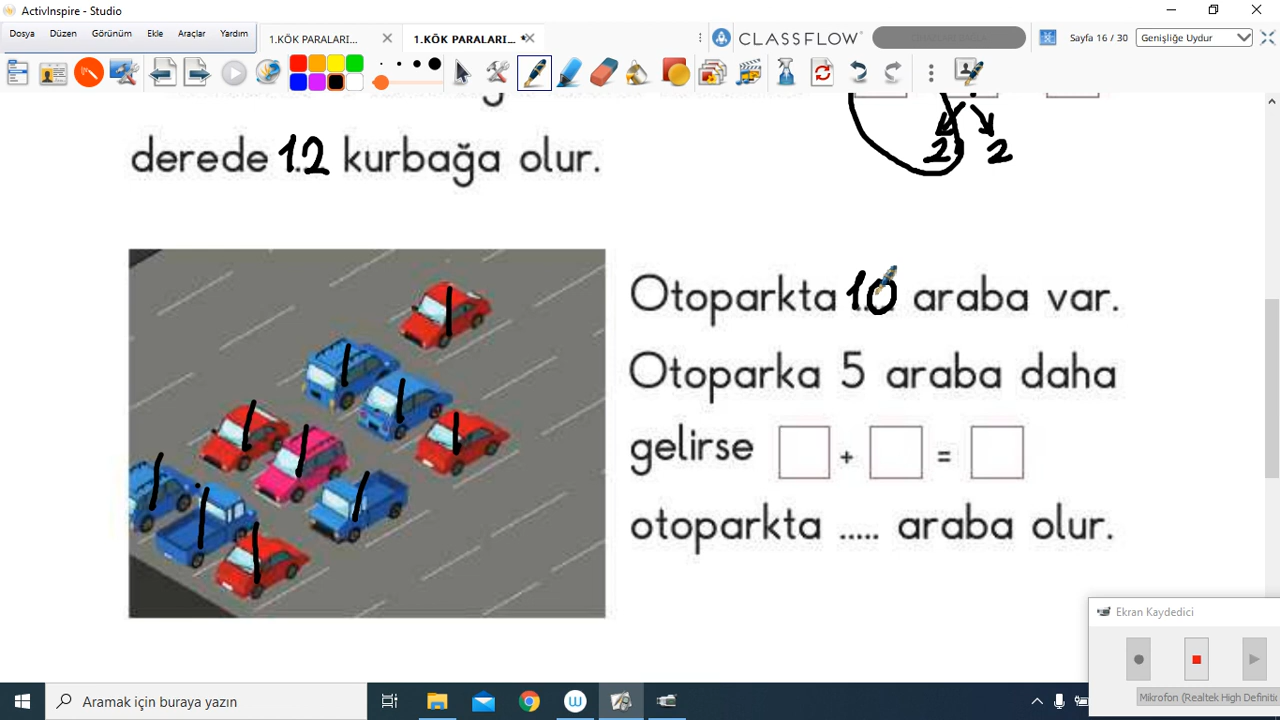 ActivInspire - Studio
Dosya Düzen Görünüm Ekle Araçlar Yardım
1.KÖK PARALARI... 1.KÖK PARALARI... *
CLASSFLOW
Sayfa 16 / 30
Genişliğe Uydur
derede 12 kurbağa olur.
2 2
Otoparkta 10 araba var.
Otoparka 5 araba daha
gelirse + =
otoparkta ..... araba olur.
Ekran Kaydedici
Mikrofon (Realtek High Definiti
Aramak için buraya yazın